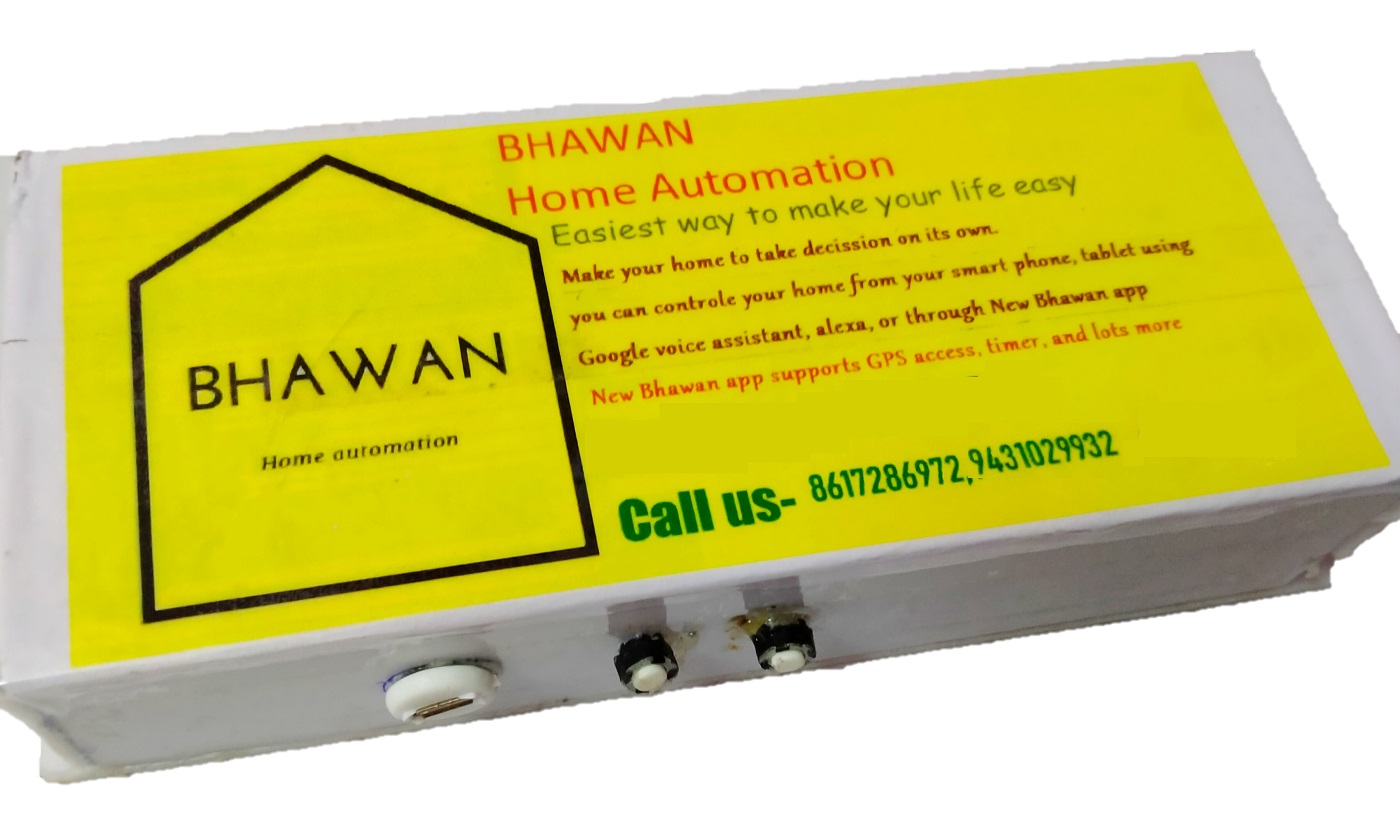 BHAWAN
Home automation
BHAWAN
Home Automation
Easiest way to make your life easy
Make your home to take decission on its own.
you can controle your home from your smart phone, tablet using
Google voice assistant, alexa, or through New Bhawan app
New Bhawan app supports GPS access, timer, and lots more
Call us- 8617286972,9431029932